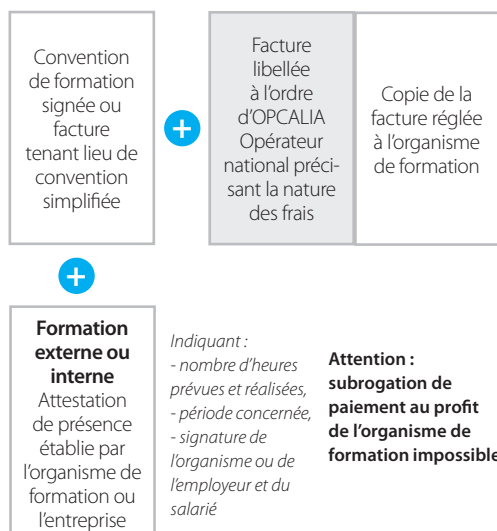 Convention
de formation
signée ou
facture
tenant lieu de
convention
simplifiée
+
Facture
libellée
à l'ordre
d'OPCALIA
Opérateur
national préci-
sant la nature
des frais
Copie de la
facture réglée
à l'organisme
de formation
+
Formation
externe ou
interne
Attestation
de présence
établie par
l'organisme de
formation ou
l'entreprise
Indiquant :
- nombre d'heures
prévues et réalisées,
- période concernée,
- signature de
l'organisme ou de
l'employeur et du
salarié
Attention :
subrogation de
paiement au profit
de l'organisme de
formation impossible